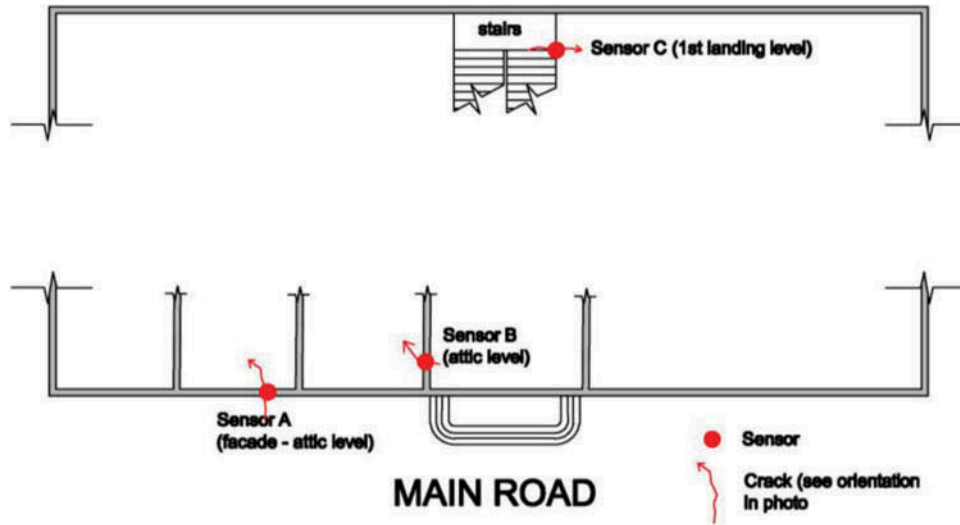 stairs
Sensor C (1st landing level)
Sensor B
(attic level)
Sensor A
(facade - attic level)
Sensor
MAIN ROAD
Crack (see orientation
in photo